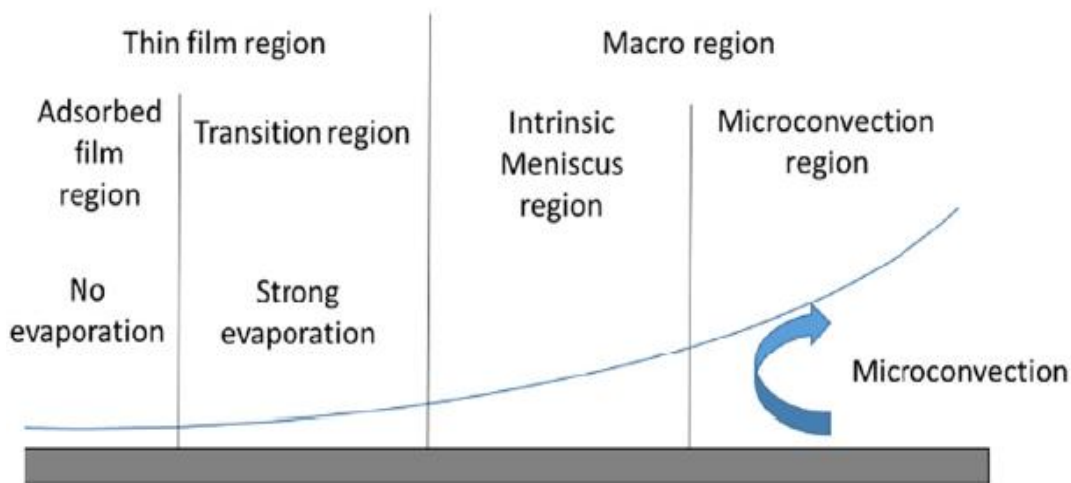 Thin film region
Macro region
Adsorbed
film
region
Transition region
Intrinsic
Meniscus
region
Microconvection
region
No
evaporation
Strong
evaporation
Microconvection